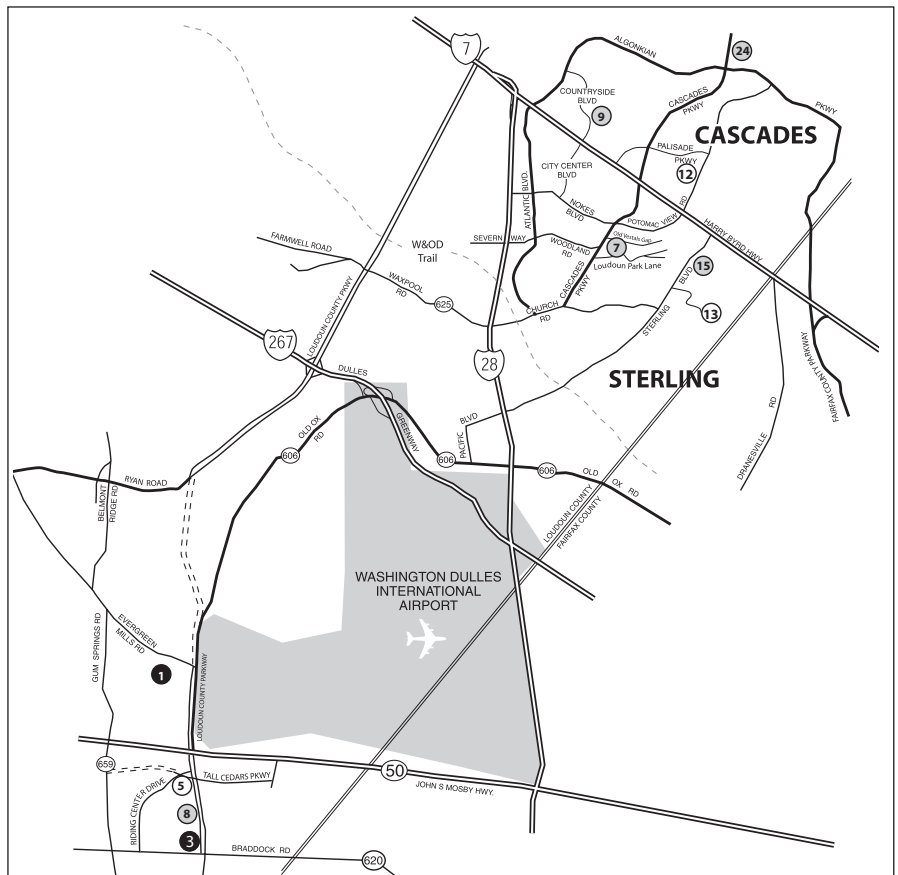 7
24
ALGONKIAN
COUNTRYSIDE
BLVD
CASCADES
PKWY
PKWY
9
CASCADES
PALISADE
PKWY
12
CITY CENTER
BLVD
ATLANTIC BLVD.
NOKES
BLVD
POTOMAC VIEW
RD
HARRY BYRD HWY
SEVERN WAY
WOODLAND
RD
Old Vestals Gap
7
Loudoun Park Lane
15
FARMWELL ROAD
W&OD
Trail
WAXPOOL
RD
625
CASCADES
PKWY
CHURCH
RD
STERLING
BLVD
13
LOUDOUN COUNTY PKWY
267
28
STERLING
FAIRFAX COUNTY PARKWAY
DULLES
GREENWAY
OLD OX
RD
606
PACIFIC
BLVD
606
606
OLD
OX RD
DRANESVILLE
RD
RYAN ROAD
BELMONT
RIDGE RD
LOUDOUN COUNTY
FAIRFAX COUNTY
WASHINGTON DULLES
INTERNATIONAL
AIRPORT
GUM SPRINGS RD
EVERGREEN
MILLS RD
1
LOUDOUN COUNTY PARKWAY
659
TALL CEDARS PKWY
50
JOHN S MOSBY HWY.
5
RIDING CENTER DRIVE
8
3
BRADDOCK RD
620